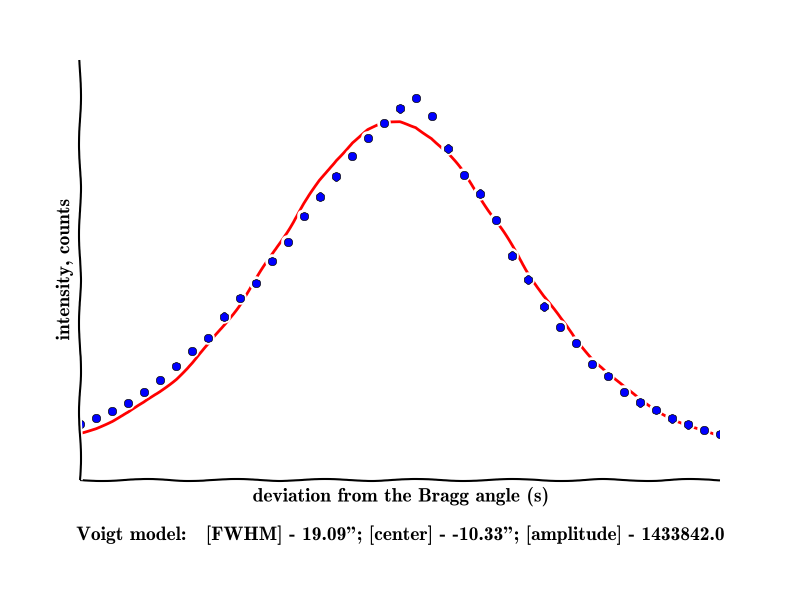 intensity, counts
deviation from the Bragg angle (s)
Voigt model: [FWHM] - 19.09”; [center] - -10.33”; [amplitude] - 1433842.0